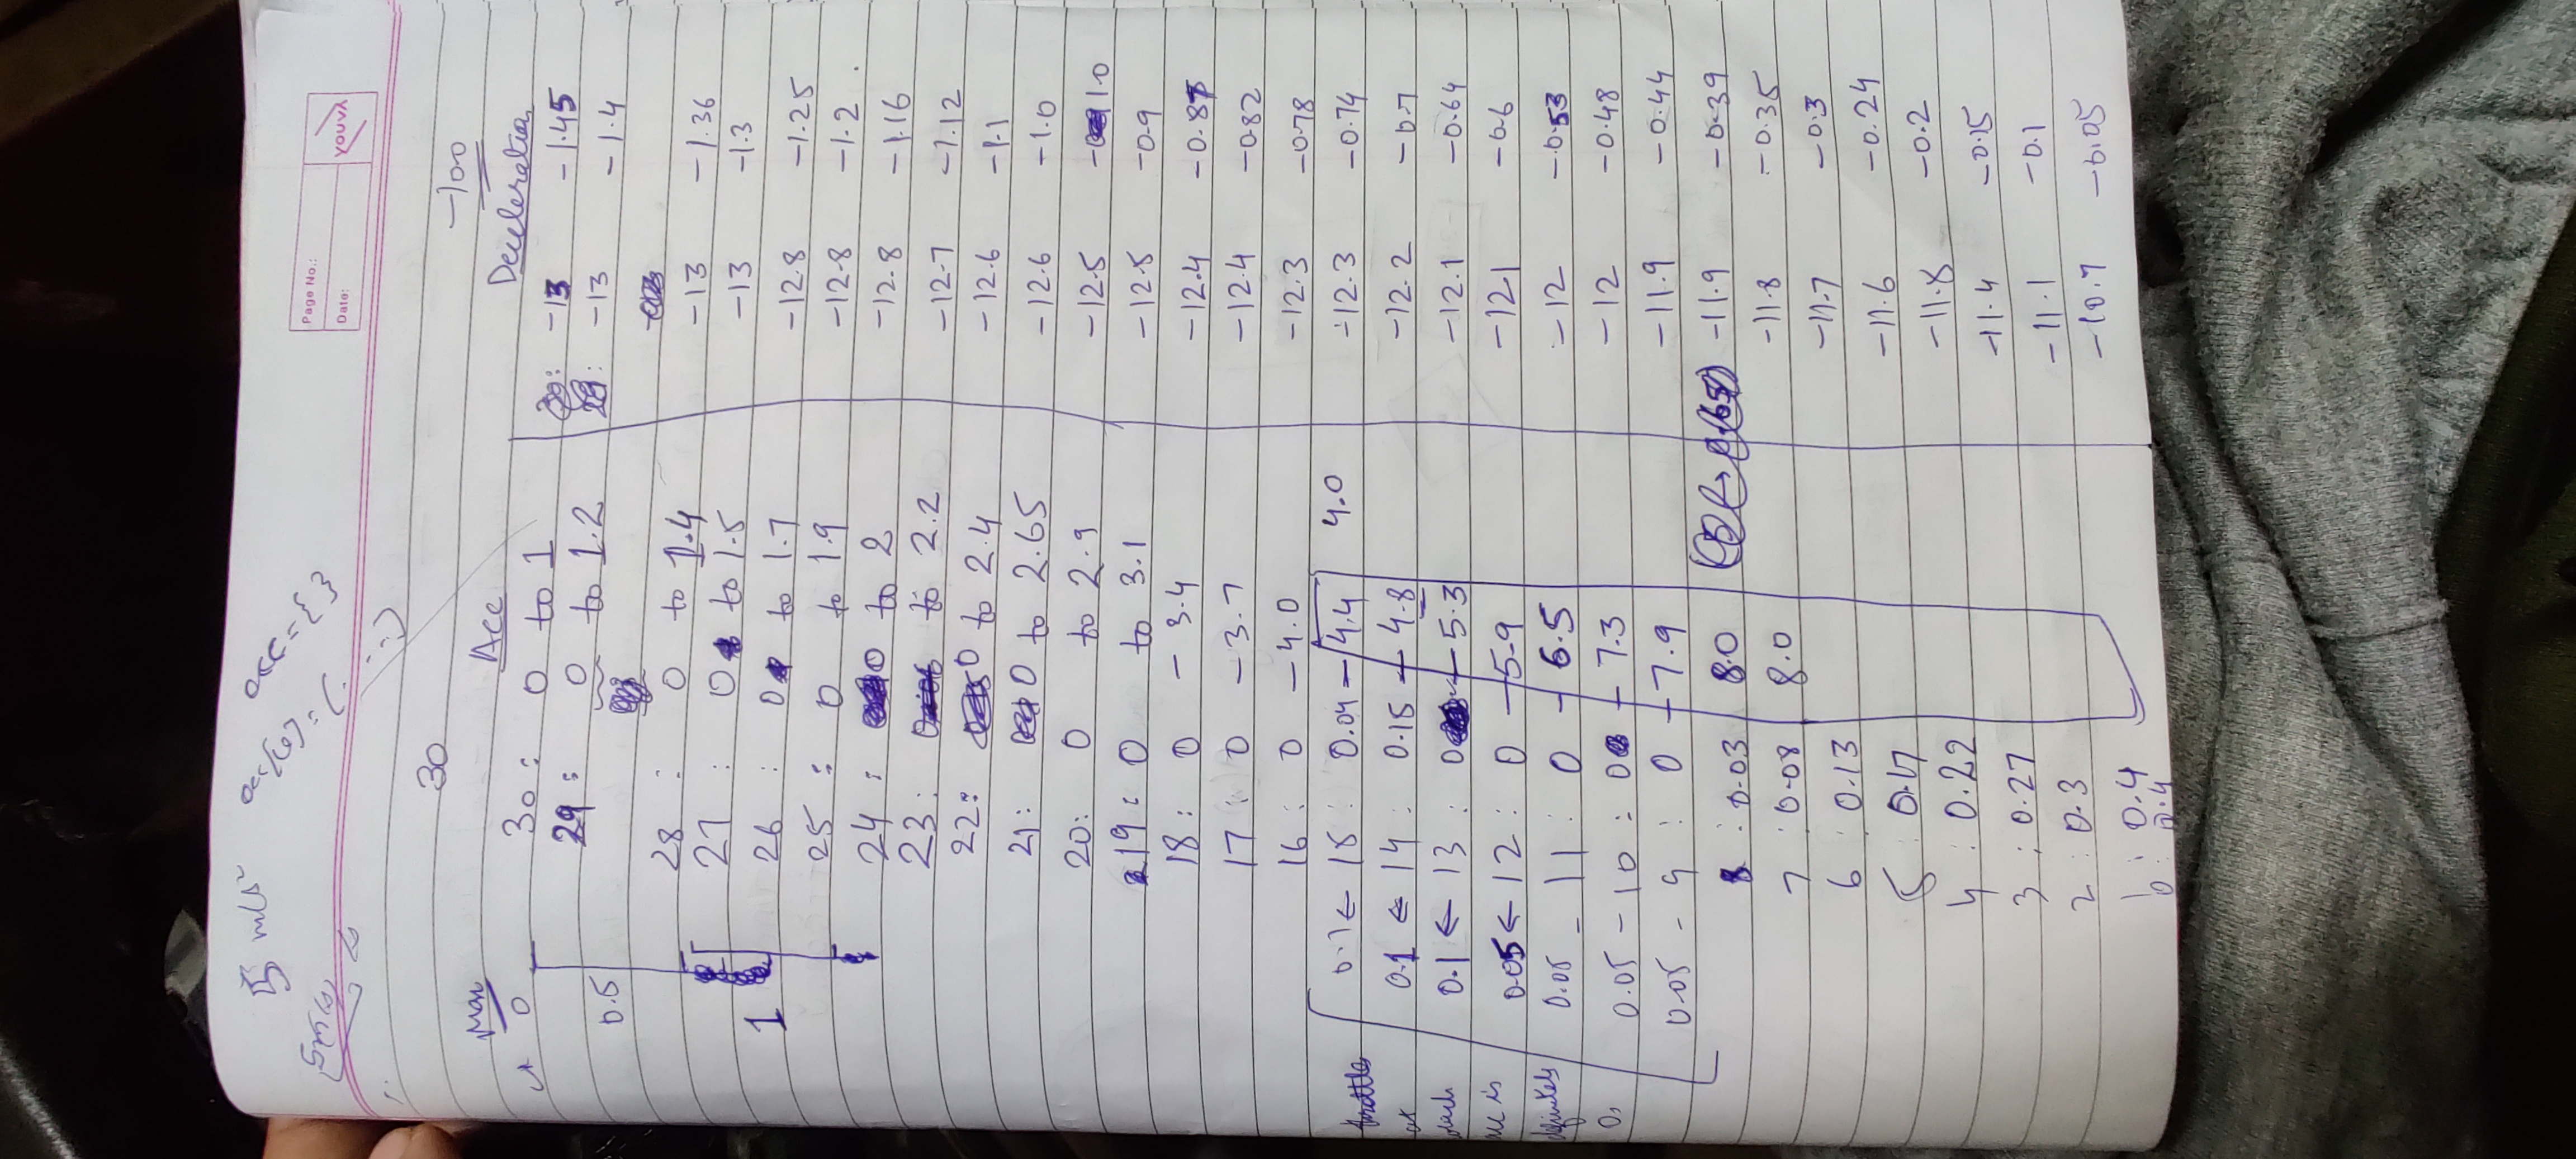 5 m/s²
acc = { }
Page No.:
Date:
youva
30
-100
Max
Acc
Deceleration
0
30 : 0 to 1 -13 -1.45
29 : 0 to 1.2 -13 -1.4
0.5
28 : 0 to 1.4 -13 -1.36
27 : 0 to 1.5 -13 -1.3
1
26 : 0 to 1.7 -12.8 -1.25
25 : 0 to 1.9 -12.8 -1.2
24 : 0 to 2 -12.8 -1.16
23 : to 2.2 -12.7 -1.12
22 : 0 to 2.4 -12.6 -1.1
21 : 0 to 2.65 -12.6 -1.0
20 : 0 to 2.9 -12.5 -1.0
19 : 0 to 3.1 -12.5 -0.9
18 : 0 - 3.4 -12.4 -0.87
17 : 0 - 3.7 -12.4 -0.82
16 : 0 - 4.0 -12.3 -0.78
throttles at which acc is definitely 0,
0.1 ← 15 : 0.04 - 4.4 4.0 -12.3 -0.74
0.1 ← 14 : 0.15 - 4.8 -12.2 -0.7
0.1 ← 13 : 0 - 5.3 -12.1 -0.64
0.05 ← 12 : 0 - 5.9 -12.1 -0.6
0.05 - 11 : 0 - 6.5 -12 -0.53
0.05 - 10 : 0 - 7.3 -12 -0.48
0.05 - 9 : 0 - 7.9 -11.9 -0.44
8 : 0.03 8.0 -11.9 -0.39
7 : 0.08 8.0 -11.8 -0.35
6 : 0.13 -11.7 -0.3
5 : 0.17 -11.6 -0.24
4 : 0.22 -11.8 -0.2
3 : 0.27 -11.4 -0.15
2 : 0.3 -11.1 -0.1
1 : 0.4 -10.7 -0.05
0 : 0.4